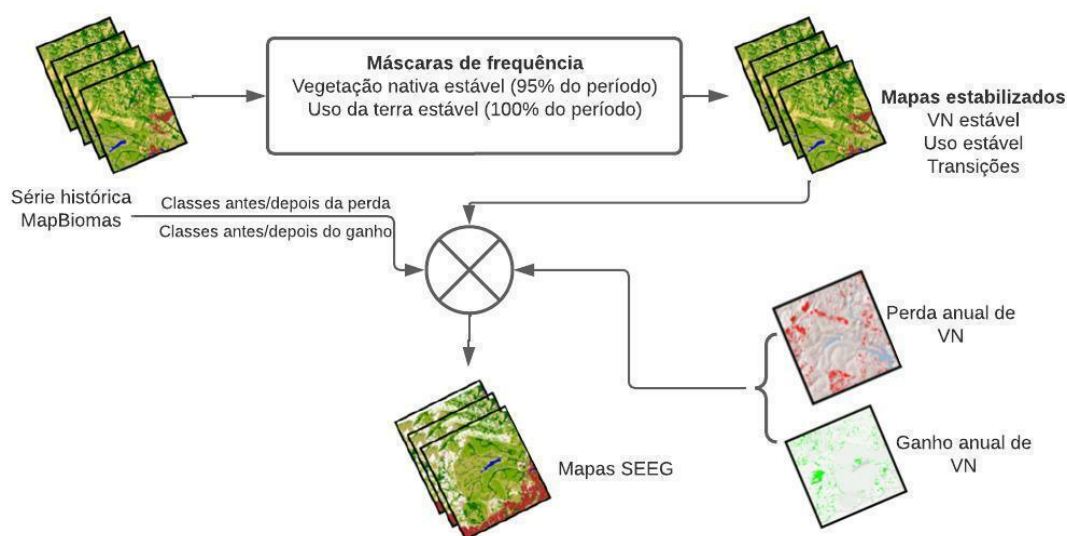 Máscaras de frequência
Vegetação nativa estável (95% do período)
Uso da terra estável (100% do período)
Mapas estabilizados
VN estável
Uso estável
Transições
Série histórica
MapBiomas
Classes antes/depois da perda
Classes antes/depois do ganho
Perda anual de
VN
Ganho anual de
VN
Mapas SEEG